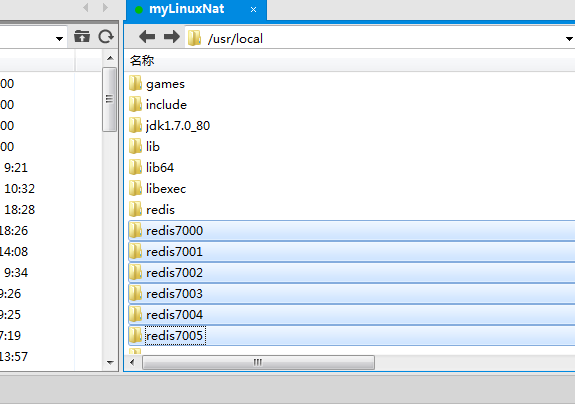 myLinuxNat ×
/usr/local
名称
00
games
00
include
00
jdk1.7.0_80
00
lib
9:21
lib64
10:32
libexec
18:28
redis
18:26
redis7000
14:08
redis7001
9:34
redis7002
9:26
redis7003
9:25
redis7004
7:19
redis7005
13:57